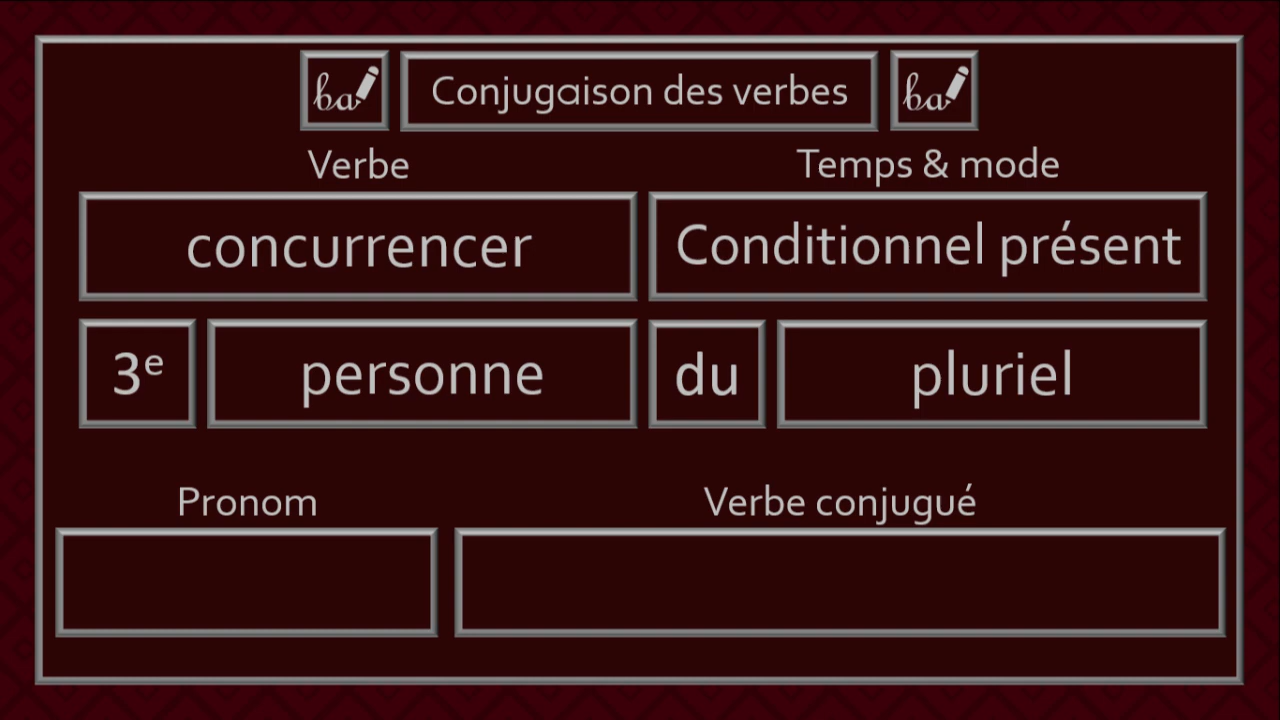 ba Conjugaison des verbes ba
Verbe Temps & mode
concurrencer Conditionnel présent
3e personne du pluriel
Pronom Verbe conjugué